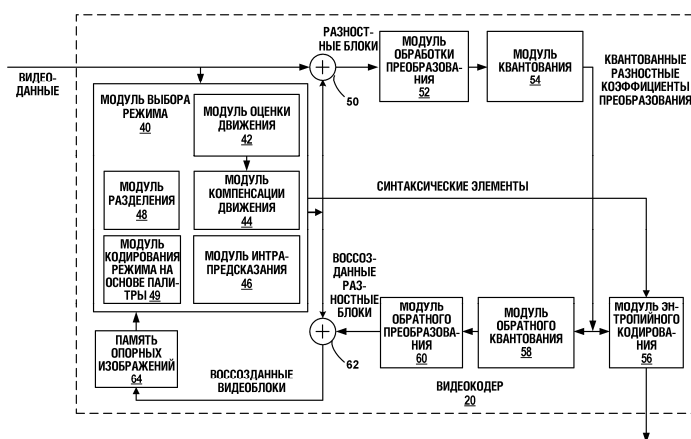 ВИДЕО-
ДАННЫЕ
РАЗНОСТ-
НЫЕ БЛОКИ
50
МОДУЛЬ
ОБРАБОТКИ
ПРЕОБРАЗОВА-
НИЯ
52
МОДУЛЬ
КВАНТОВАНИЯ
54
КВАНТОВАННЫЕ
РАЗНОСТНЫЕ
КОЭФФИЦИЕНТЫ
ПРЕОБРАЗОВАНИЯ
МОДУЛЬ ВЫБОРА
РЕЖИМА
40
МОДУЛЬ ОЦЕНКИ
ДВИЖЕНИЯ
42
МОДУЛЬ
РАЗДЕЛЕНИЯ
48
МОДУЛЬ
КОМПЕНСАЦИИ
ДВИЖЕНИЯ
44
МОДУЛЬ
КОДИРОВАНИЯ
РЕЖИМА НА
ОСНОВЕ ПАЛИ-
ТРЫ 49
МОДУЛЬ ИНТРА-
ПРЕДСКАЗАНИЯ
46
СИНТАКСИЧЕСКИЕ ЭЛЕМЕНТЫ
ВОССОЗ-
ДАННЫЕ
РАЗ-
НОСТНЫЕ
БЛОКИ
62
МОДУЛЬ
ОБРАТНОГО
ПРЕОБРАЗОВА-
НИЯ
60
МОДУЛЬ
ОБРАТНОГО
КВАНТОВАНИЯ
58
МОДУЛЬ ЭН-
ТРОПИЙНОГО
КОДИРОВА-
НИЯ
56
ПАМЯТЬ
ОПОРНЫХ
ИЗОБРАЖЕНИЙ
64
ВОССОЗДАННЫЕ
ВИДЕОБЛОКИ
ВИДЕОКОДЕР
20